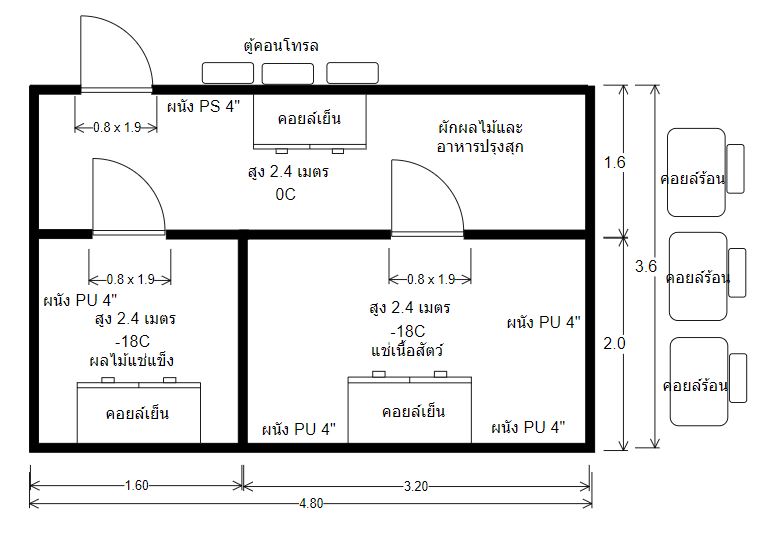 ตู้คอนโทรล
ผนัง PS 4"
คอยล์เย็น
0.8 x 1.9
ผักผลไม้และ
อาหารปรุงสุก
สูง 2.4 เมตร
0C
1.6
คอยล์ร้อน
3.6
0.8 x 1.9
0.8 x 1.9
คอยล์ร้อน
ผนัง PU 4"
สูง 2.4 เมตร
-18C
ผลไม้แช่แข็ง
สูง 2.4 เมตร
-18C
แช่เนื้อสัตว์
ผนัง PU 4"
2.0
คอยล์ร้อน
คอยล์เย็น
คอยล์เย็น
ผนัง PU 4"
ผนัง PU 4"
1.60
3.20
4.80